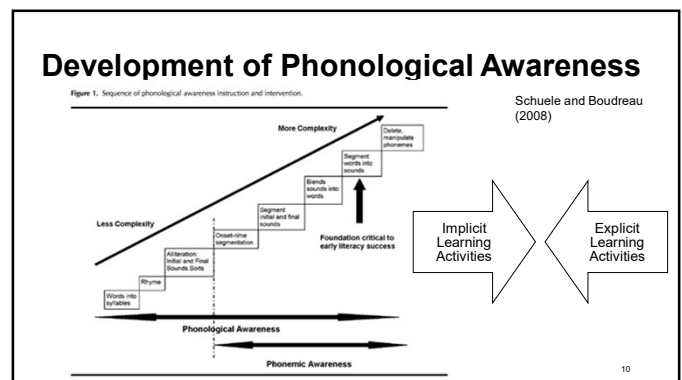 Development of Phonological Awareness
Figure 1. Sequence of phonological awareness instruction and intervention.
Schuele and Boudreau
(2008)
More Complexity
Delete,
manipulate
phonemes
Segment
words into
sounds
Blends
sounds into
words
Segment
initial and final
sounds
Less Complexity
Onset-rime
segmentation
Foundation critical to
early literacy success
Alliteration:
Initial and Final
Sounds Sorts
Rhyme
Words into
syllables
Implicit
Learning
Activities
Explicit
Learning
Activities
Phonological Awareness
Phonemic Awareness
10